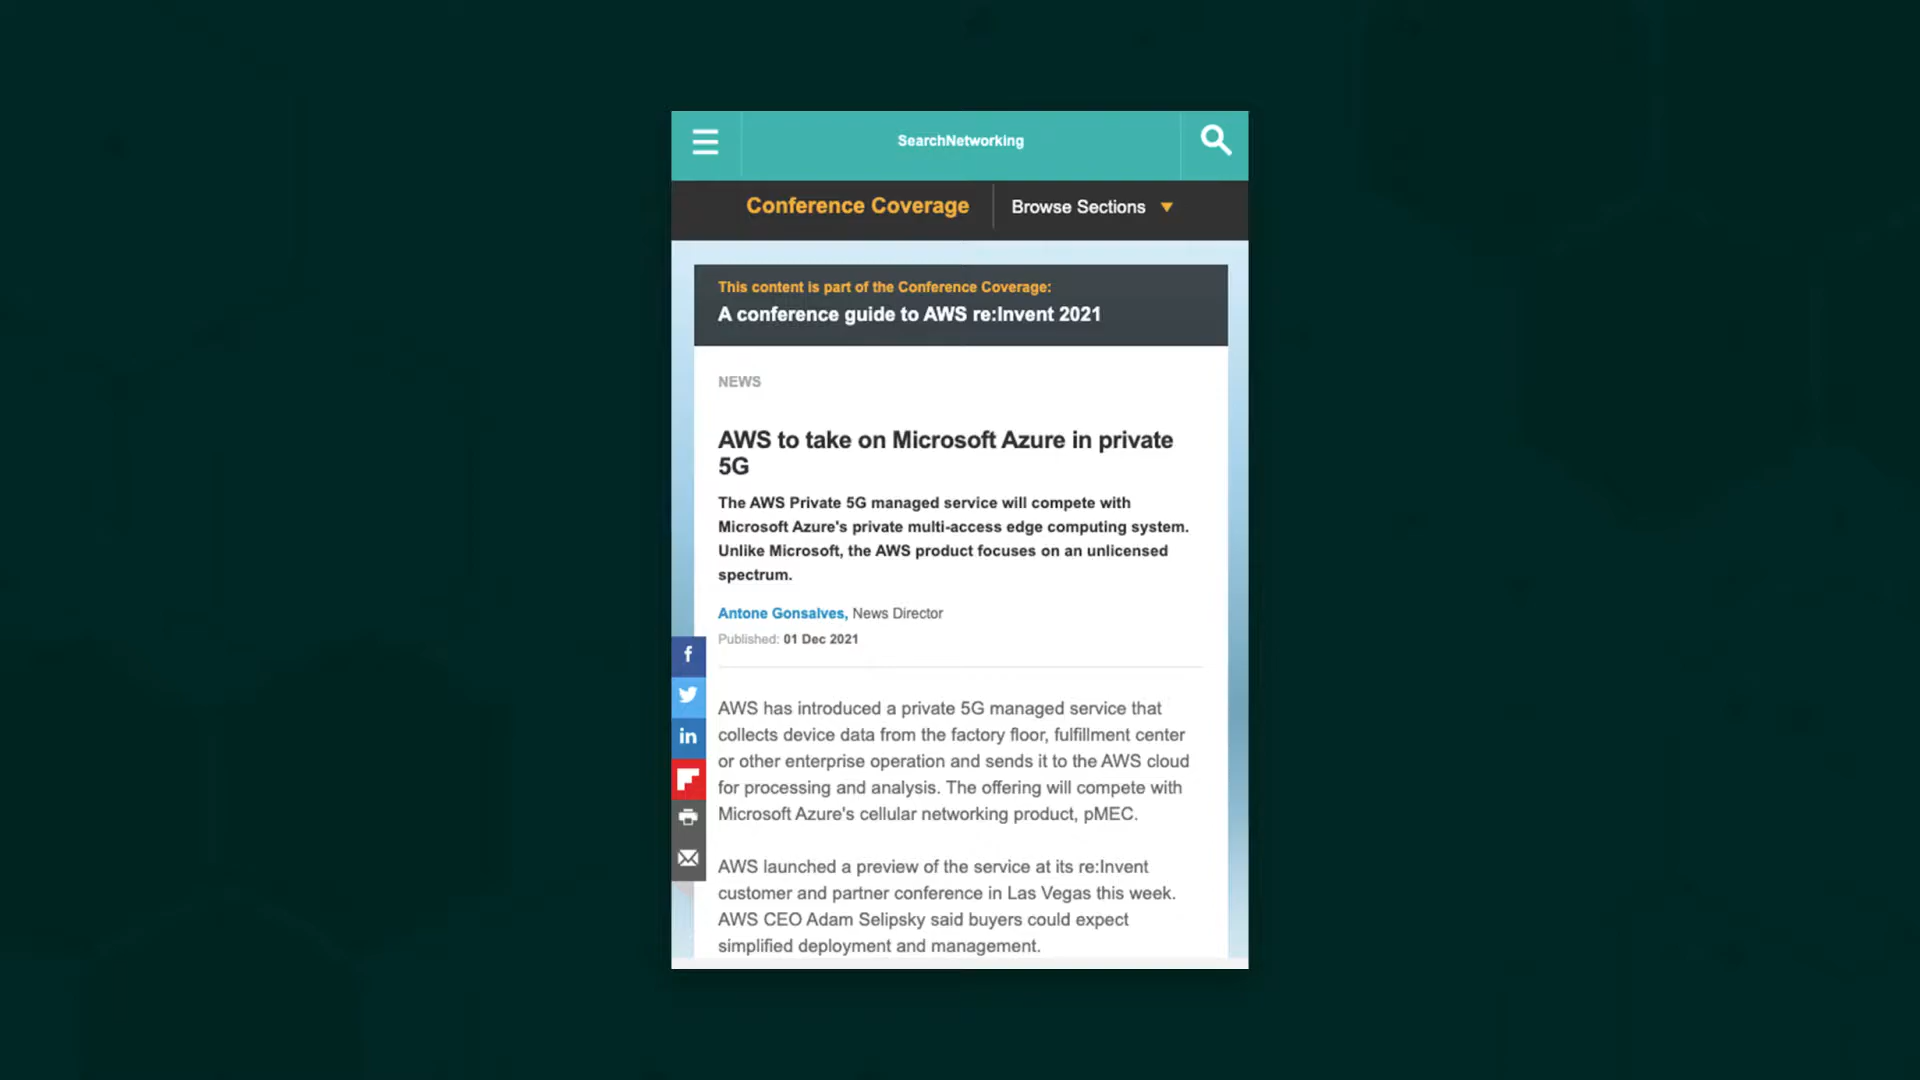 SearchNetworking
Conference Coverage
Browse Sections
This content is part of the Conference Coverage:
A conference guide to AWS re:Invent 2021
NEWS
AWS to take on Microsoft Azure in private
5G
The AWS Private 5G managed service will compete with
Microsoft Azure's private multi-access edge computing system.
Unlike Microsoft, the AWS product focuses on an unlicensed
spectrum.
Antone Gonsalves, News Director
Published: 01 Dec 2021
AWS has introduced a private 5G managed service that
collects device data from the factory floor, fulfillment center
or other enterprise operation and sends it to the AWS cloud
for processing and analysis. The offering will compete with
Microsoft Azure's cellular networking product, pMEC.
AWS launched a preview of the service at its re:Invent
customer and partner conference in Las Vegas this week.
AWS CEO Adam Selipsky said buyers could expect
simplified deployment and management.